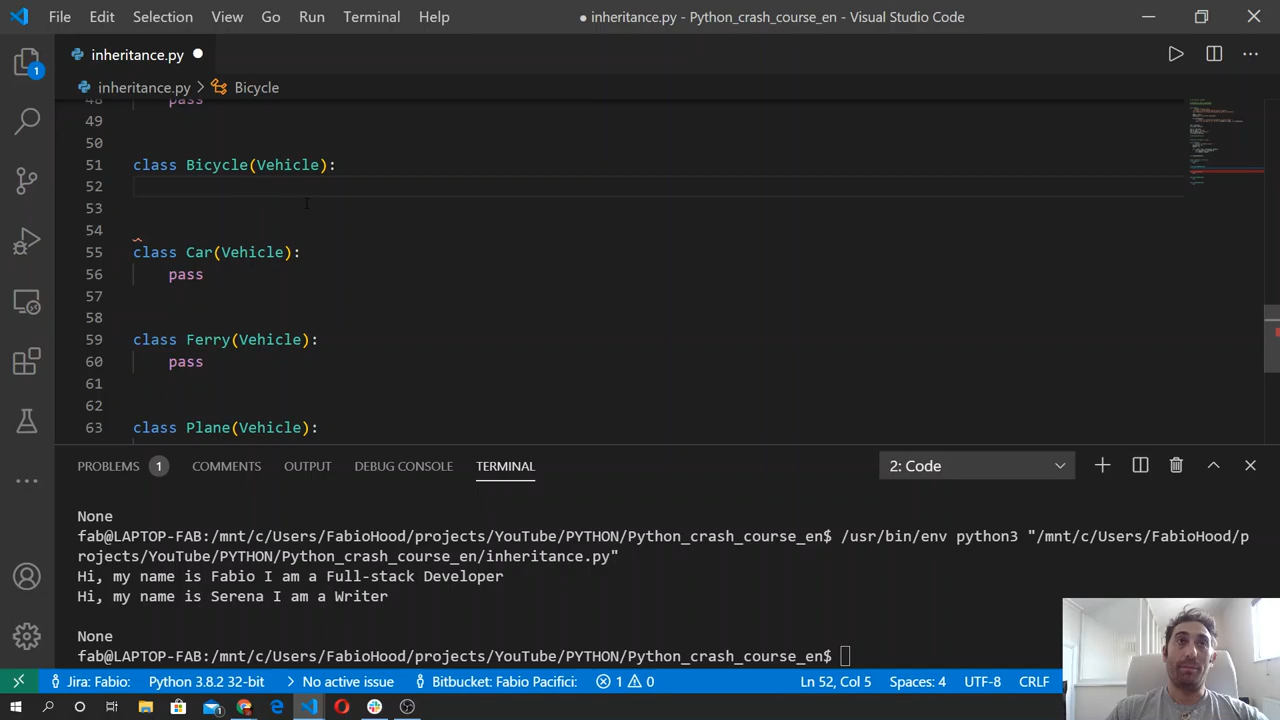 File Edit Selection View Go Run Terminal Help ● inheritance.py - Python_crash_course_en - Visual Studio Code
inheritance.py ●
inheritance.py > Bicycle
48 pass
49
50
51 class Bicycle(Vehicle):
52
53
54
55 class Car(Vehicle):
56 pass
57
58
59 class Ferry(Vehicle):
60 pass
61
62
63 class Plane(Vehicle):
PROBLEMS 1 COMMENTS OUTPUT DEBUG CONSOLE TERMINAL 2: Code
None
fab@LAPTOP-FAB:/mnt/c/Users/FabioHood/projects/YouTube/PYTHON/Python_crash_course_en$ /usr/bin/env python3 "/mnt/c/Users/FabioHood/p
rojects/YouTube/PYTHON/Python_crash_course_en/inheritance.py"
Hi, my name is Fabio I am a Full-stack Developer
Hi, my name is Serena I am a Writer
None
fab@LAPTOP-FAB:/mnt/c/Users/FabioHood/projects/YouTube/PYTHON/Python_crash_course_en$
Jira: Fabio: Python 3.8.2 32-bit No active issue Bitbucket: Fabio Pacifici: 1 0 Ln 52, Col 5 Spaces: 4 UTF-8 CRLF